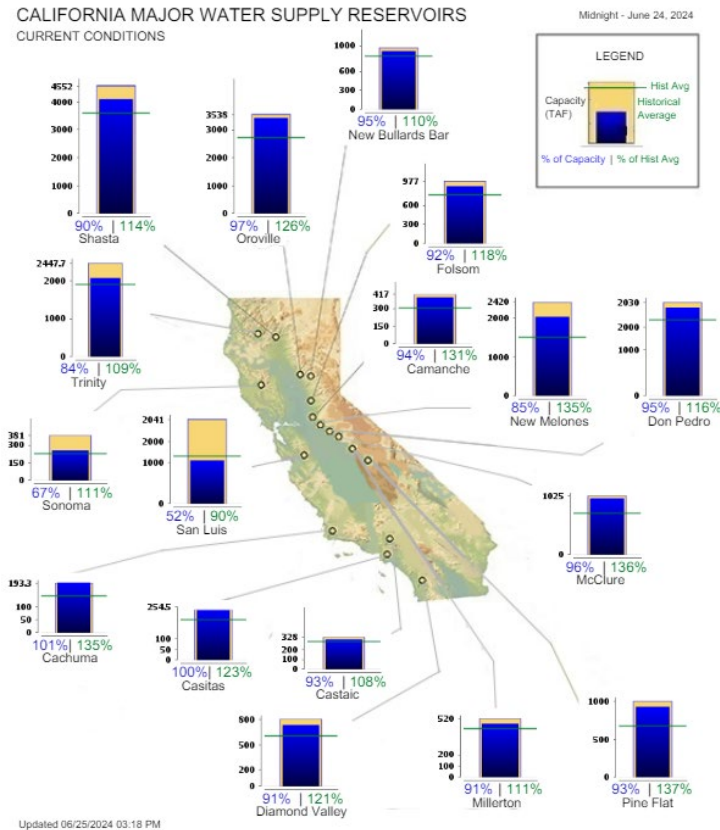 CALIFORNIA MAJOR WATER SUPPLY RESERVOIRS
Midnight - June 24, 2024
CURRENT CONDITIONS
LEGEND
Capacity
(TAF)
Hist Avg
Historical
Average
% of Capacity | % of Hist Avg
4552
4000
3000
2000
1000
0
90% | 114%
Shasta
3538
3000
2000
1000
0
97% | 126%
Oroville
1000
600
300
0
95% | 110%
New Bullards Bar
977
600
300
0
92% | 118%
Folsom
2447.7
2000
1000
0
84% | 109%
Trinity
417
300
150
0
94% | 131%
Camanche
2420
2000
1000
0
85% | 135%
New Melones
2030
2000
1000
0
95% | 116%
Don Pedro
381
300
150
0
67% | 111%
Sonoma
2041
2000
1000
0
52% | 90%
San Luis
1025
0
96% | 136%
McClure
193.3
100
50
0
101% | 135%
Cachuma
254.5
100
50
0
100% | 123%
Casitas
328
200
100
0
93% | 108%
Castaic
800
500
200
0
91% | 121%
Diamond Valley
520
200
100
0
91% | 111%
Millerton
1000
500
0
93% | 137%
Pine Flat
Updated 06/25/2024 03:18 PM